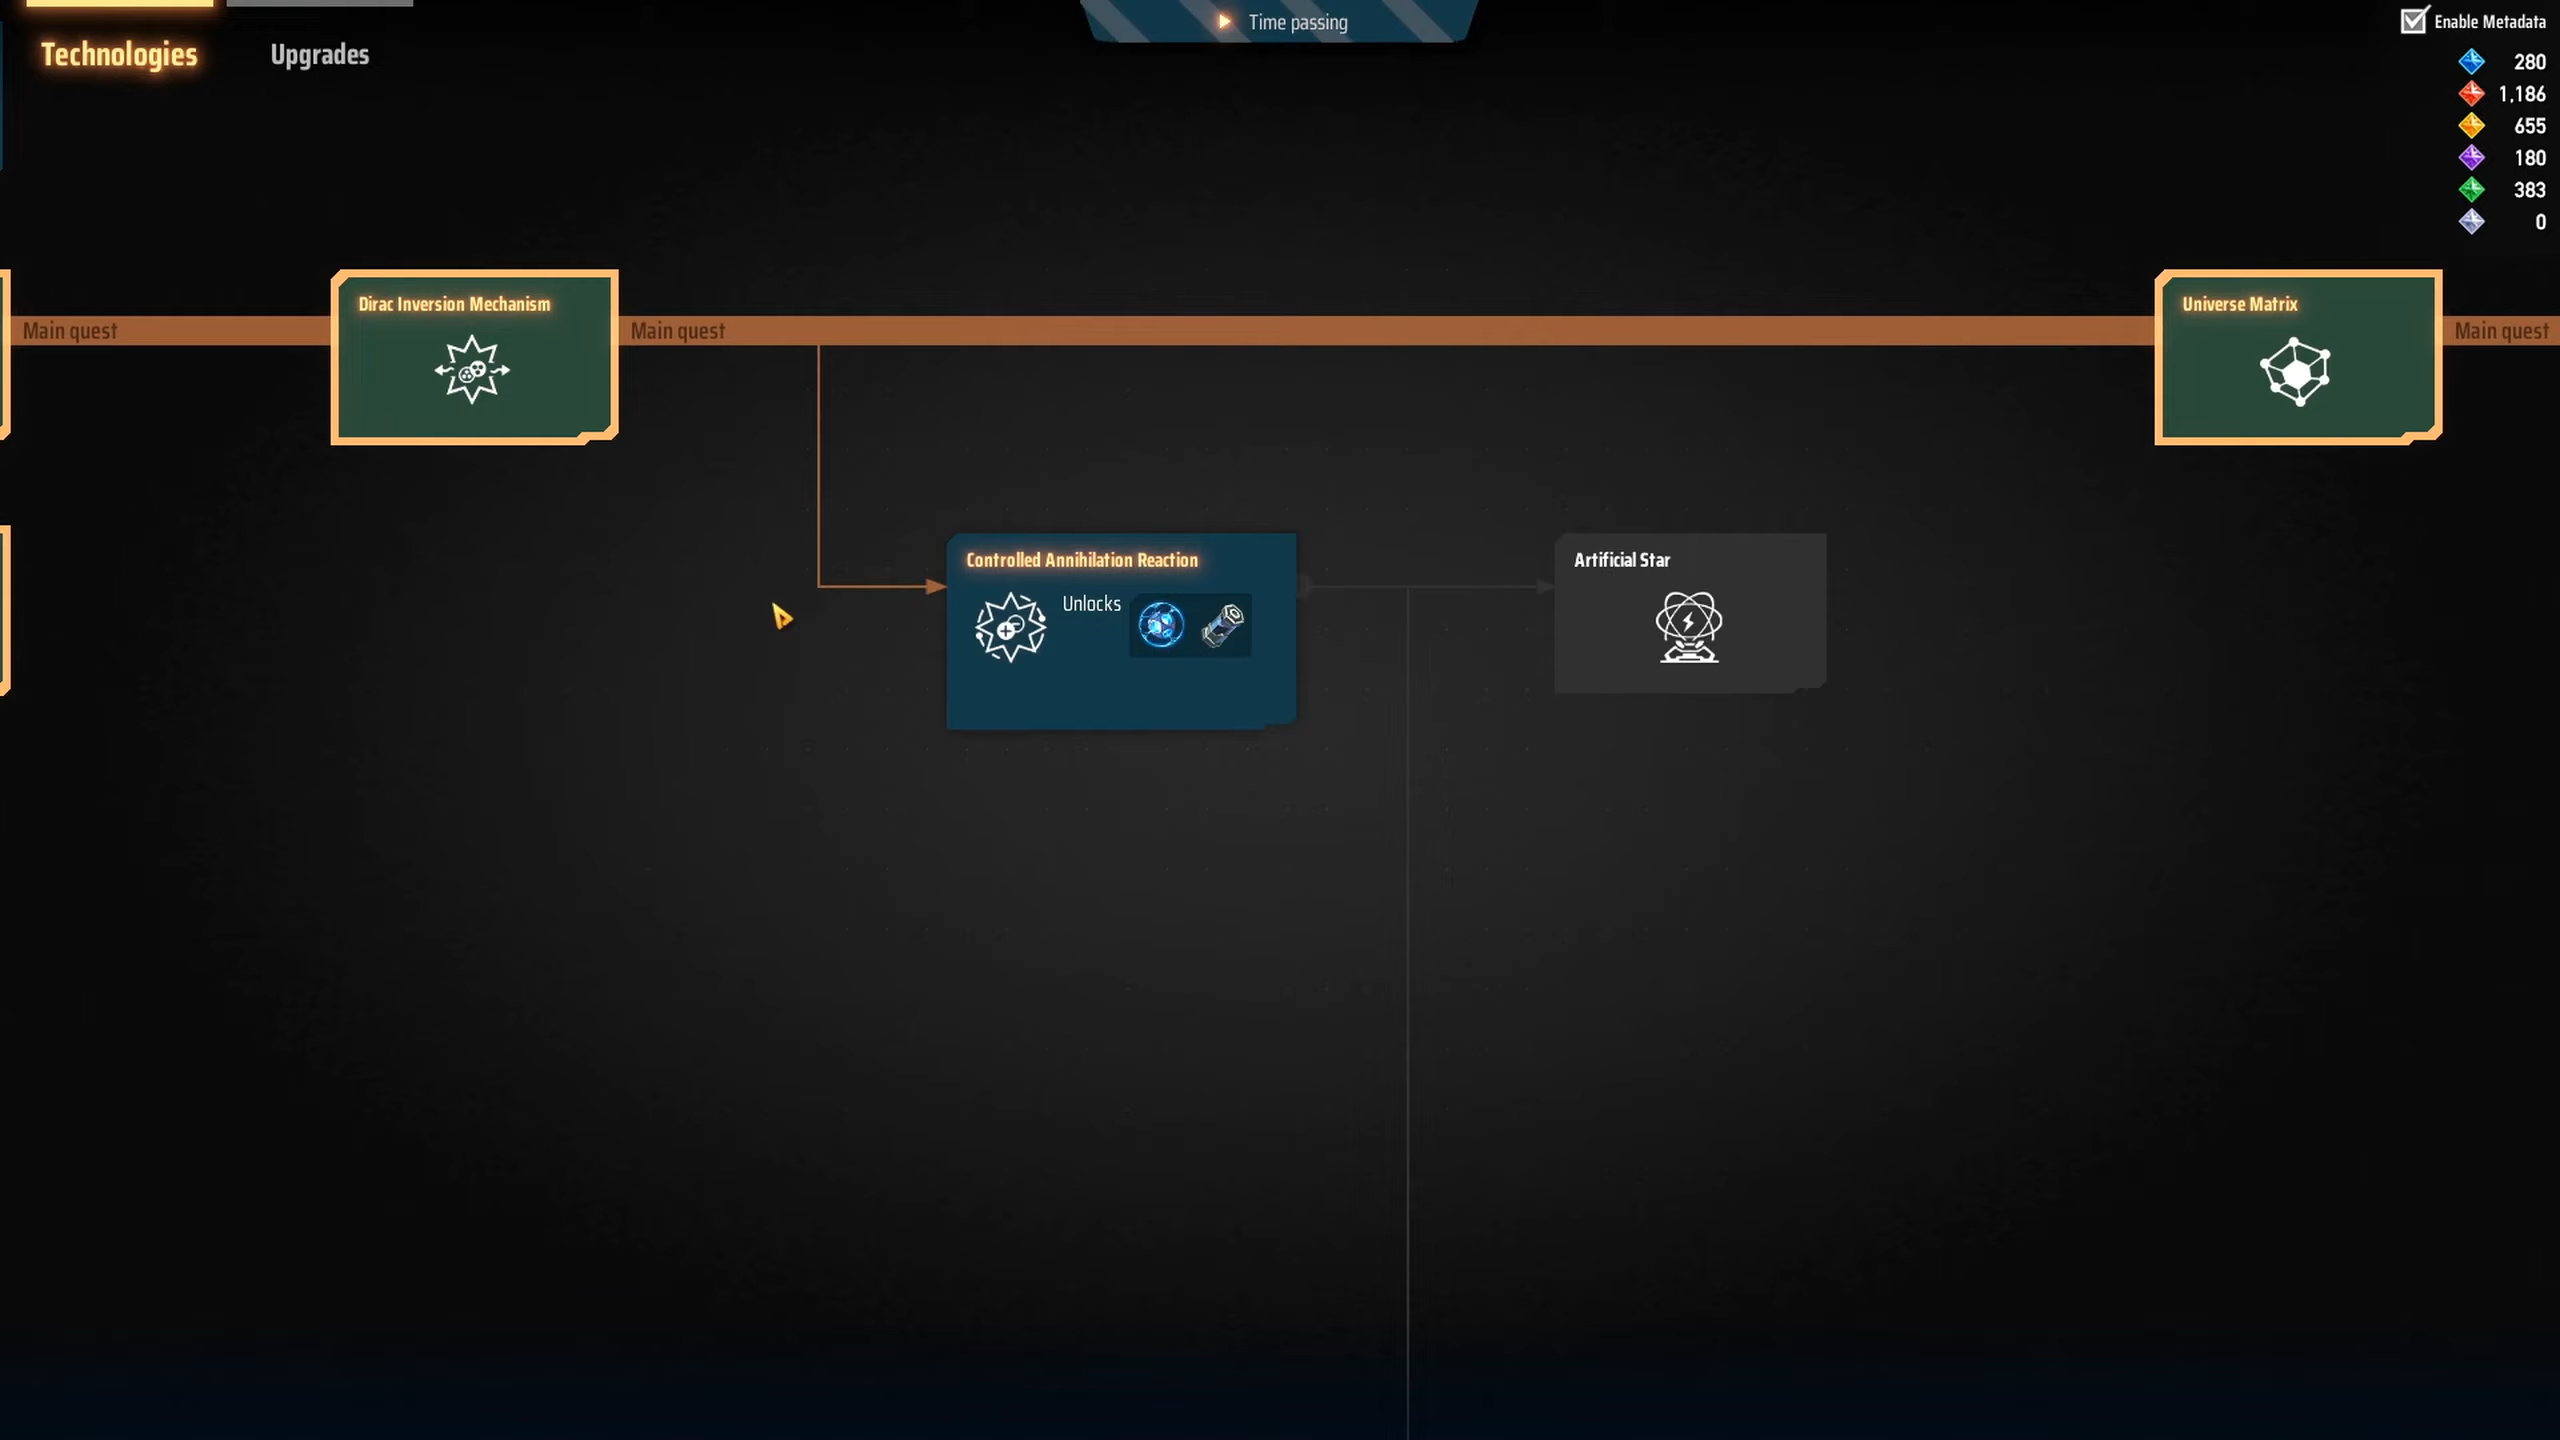 Time passing
Enable Metadata
Technologies
Upgrades
280
1,186
655
180
383
0
Dirac Inversion Mechanism
Universe Matrix
Main quest
Main quest
Main quest
Controlled Annihilation Reaction
Unlocks
Artificial Star